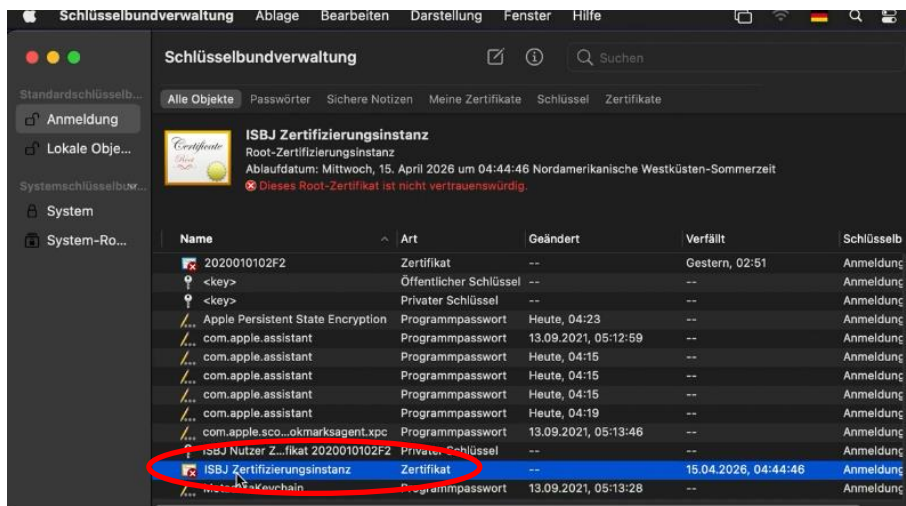 Schlüsselbundverwaltung Ablage Bearbeiten Darstellung Fenster Hilfe
Schlüsselbundverwaltung Suchen
Standardschlüsselb...
Alle Objekte Passwörter Sichere Notizen Meine Zertifikate Schlüssel Zertifikate
Anmeldung
Lokale Obje...
Systemschlüsselbun...
System
System-Ro...
Certificate
Root
ISBJ Zertifizierungsinstanz
Root-Zertifizierungsinstanz
Ablaufdatum: Mittwoch, 15. April 2026 um 04:44:46 Nordamerikanische Westküsten-Sommerzeit
Dieses Root-Zertifikat ist nicht vertrauenswürdig.
Name Art Geändert Verfällt Schlüsselb
2020010102F2 Zertifikat -- Gestern, 02:51 Anmeldung
<key> Öffentlicher Schlüssel -- -- Anmeldung
<key> Privater Schlüssel -- -- Anmeldung
Apple Persistent State Encryption Programmpasswort Heute, 04:23 -- Anmeldung
com.apple.assistant Programmpasswort 13.09.2021, 05:12:59 -- Anmeldung
com.apple.assistant Programmpasswort Heute, 04:15 -- Anmeldung
com.apple.assistant Programmpasswort Heute, 04:15 -- Anmeldung
com.apple.assistant Programmpasswort Heute, 04:15 -- Anmeldung
com.apple.assistant Programmpasswort Heute, 04:19 -- Anmeldung
com.apple.sco...okmarksagent.xpc Programmpasswort 13.09.2021, 05:13:46 -- Anmeldung
ISBJ Nutzer Z...fikat 2020010102F2 Privater Schlüssel -- -- Anmeldung
ISBJ Zertifizierungsinstanz Zertifikat -- 15.04.2026, 04:44:46 Anmeldung
Programmpasswort 13.09.2021, 05:13:28 -- Anmeldung